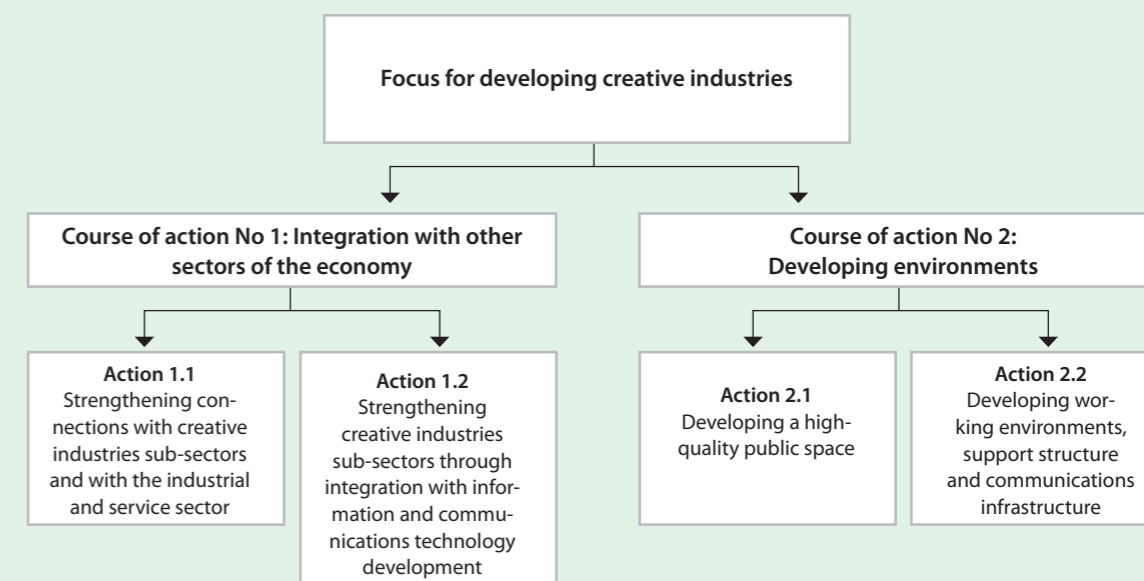 Focus for developing creative industries
Course of action No 1: Integration with other
sectors of the economy
Course of action No 2:
Developing environments
Action 1.1
Strengthening con-
nections with creative
industries sub-sectors
and with the industrial
and service sector
Action 1.2
Strengthening
creative industries
sub-sectors through
integration with infor-
mation and commu-
nications technology
development
Action 2.1
Developing a high-
quality public space
Action 2.2
Developing wor-
king environments,
support structure
and communications
infrastructure